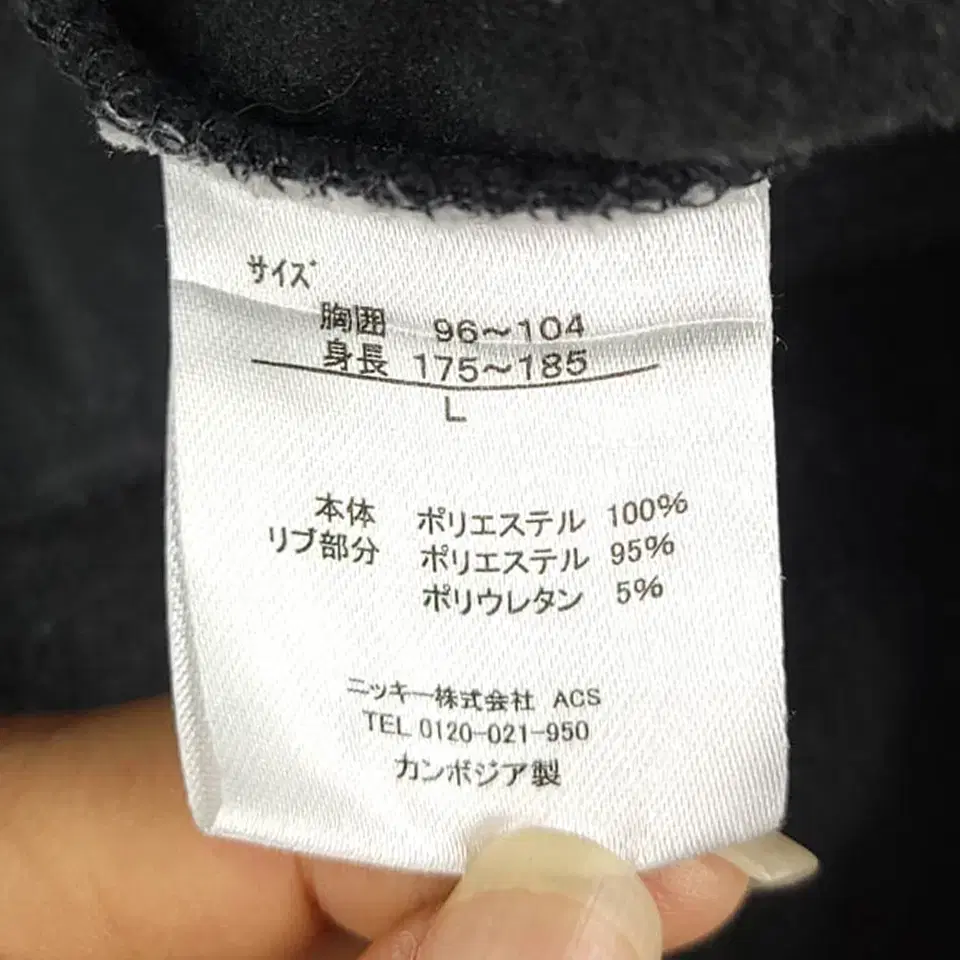 サイズ
胸囲 96～104
身長 175～185
L
本体 ポリエステル 100%
リブ部分 ポリエステル 95%
ポリウレタン 5%
ニッキー株式会社 ACS
TEL 0120-021-950
カンボジア製